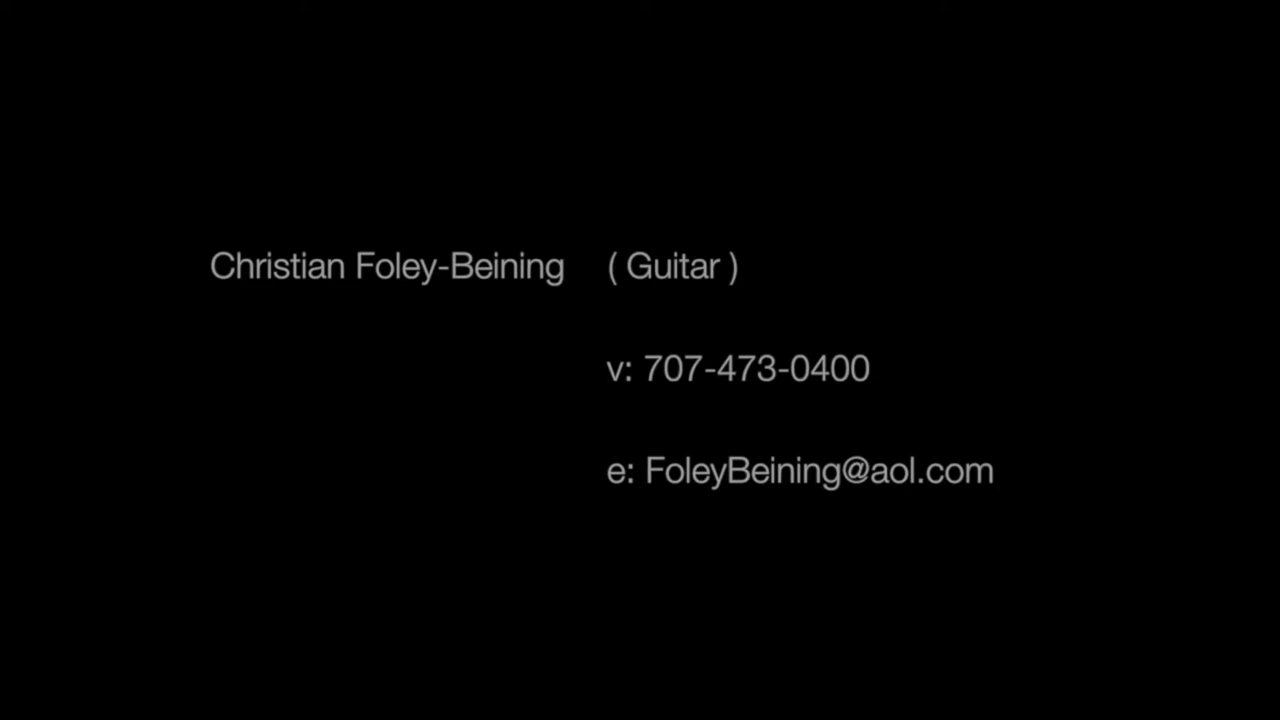 Christian Foley-Beining ( Guitar )
v: 707-473-0400
e: FoleyBeining@aol.com